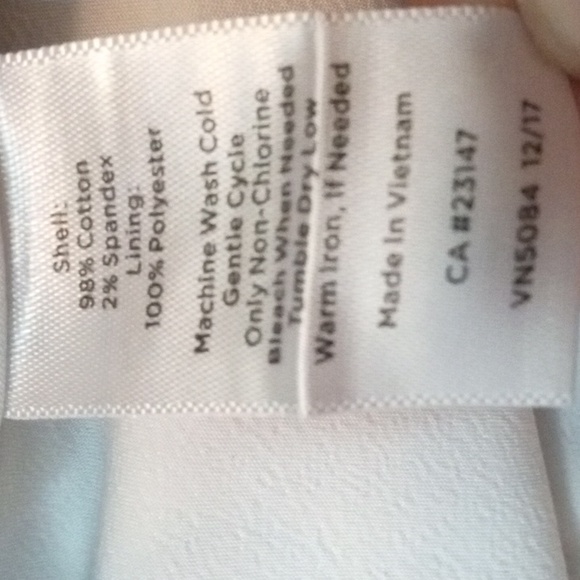 Shell:
98% Cotton
2% Spandex
Lining:
100% Polyester
Machine Wash Cold
Gentle Cycle
Only Non-Chlorine
Bleach When Needed
Tumble Dry Low
Warm Iron, If Needed
Made In Vietnam
CA #23147
VN5084 12/17